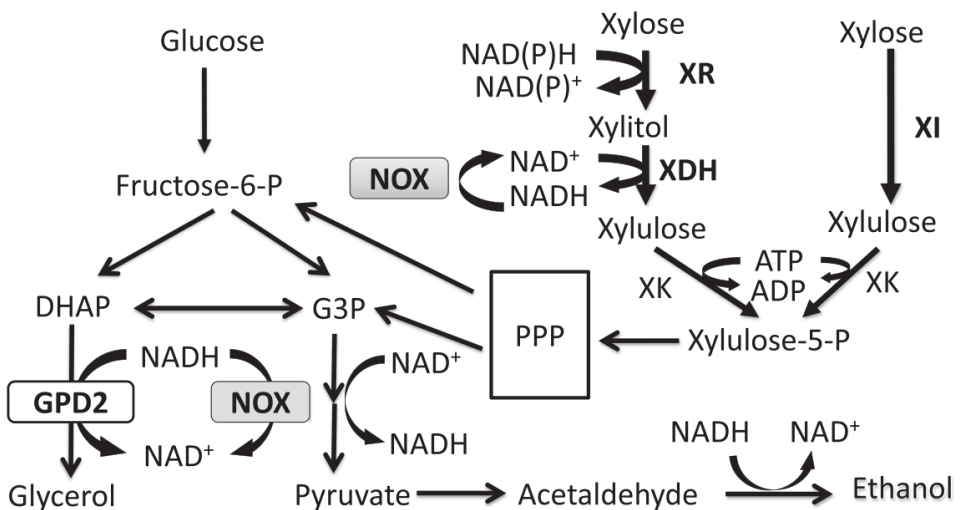 Glucose
Xylose
Xylose
NAD(P)H
NAD(P)⁺
XR
Xylitol
XI
NOX
NAD⁺
NADH
XDH
Fructose-6-P
Xylulose
Xylulose
ATP
ADP
XK
XK
DHAP
G3P
PPP
Xylulose-5-P
NADH
NAD⁺
GPD2
NOX
NAD⁺
NADH
NADH
NAD⁺
Glycerol
Pyruvate
Acetaldehyde
Ethanol